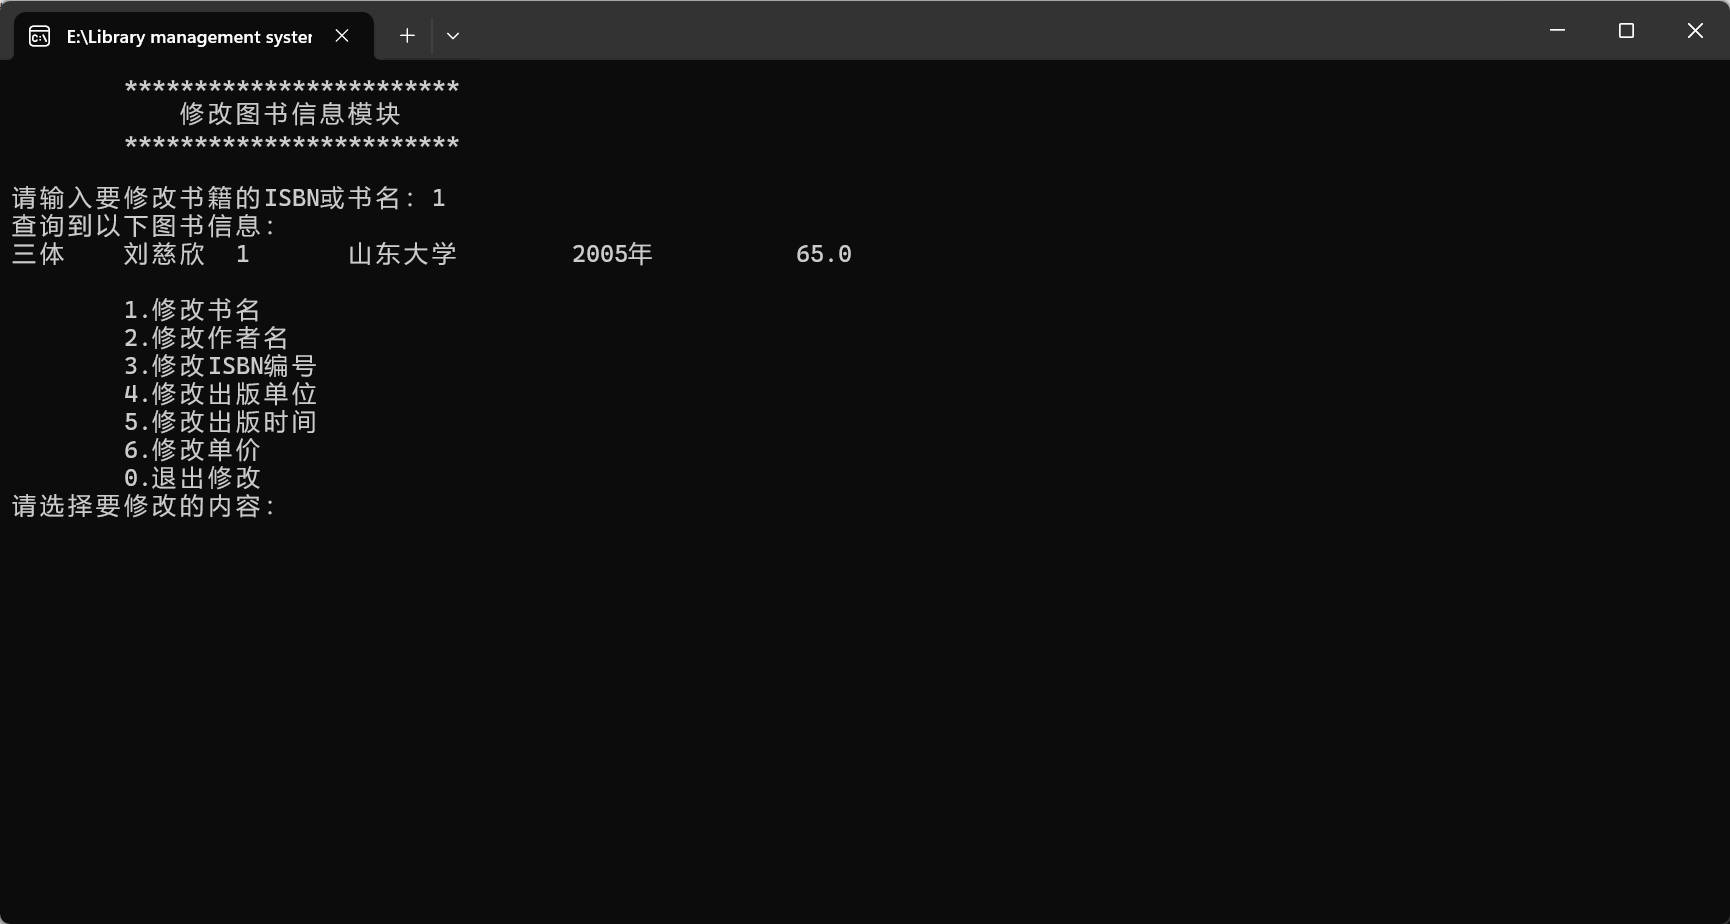 E:\Library management syster
************************
修改图书信息模块
************************
请输入要修改书籍的ISBN或书名：1
查询到以下图书信息：
三体 刘慈欣 1 山东大学 2005年 65.0
1.修改书名
2.修改作者名
3.修改ISBN编号
4.修改出版单位
5.修改出版时间
6.修改单价
0.退出修改
请选择要修改的内容：